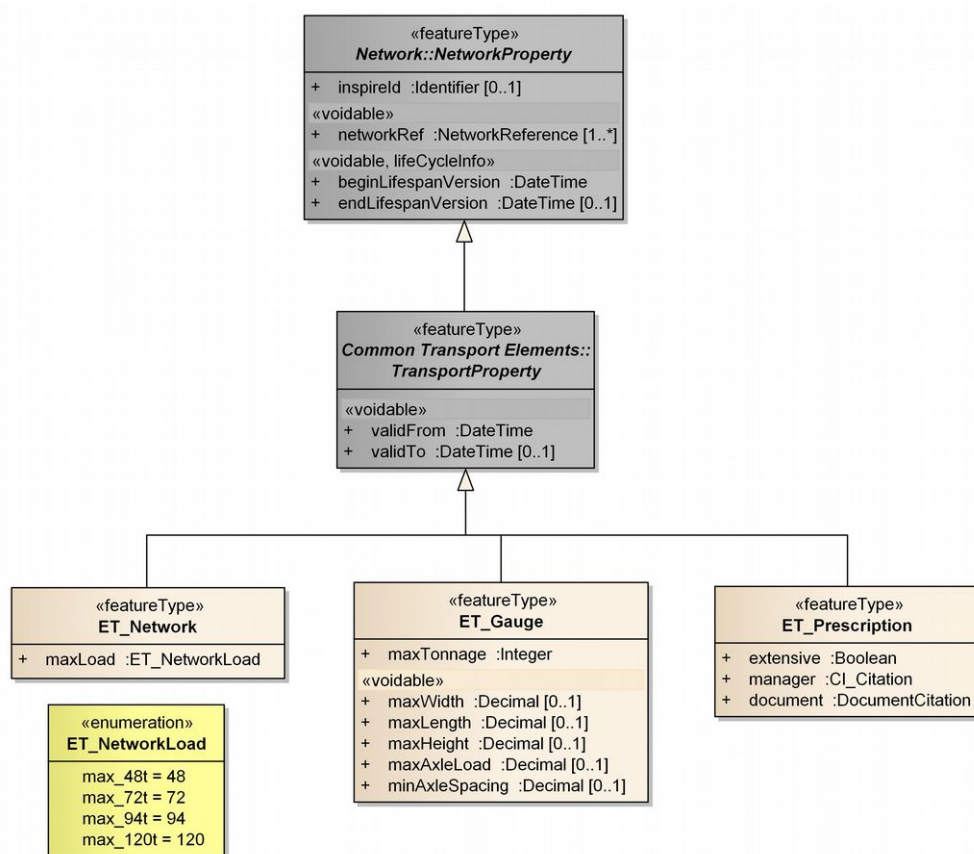 «featureType»
Network::NetworkProperty
+ inspireId :Identifier [0..1]
«voidable»
+ networkRef :NetworkReference [1..*]
«voidable, lifeCycleInfo»
+ beginLifespanVersion :DateTime
+ endLifespanVersion :DateTime [0..1]
«featureType»
Common Transport Elements::
TransportProperty
«voidable»
+ validFrom :DateTime
+ validTo :DateTime [0..1]
«featureType»
ET_Network
+ maxLoad :ET_NetworkLoad
«enumeration»
ET_NetworkLoad
max_48t = 48
max_72t = 72
max_94t = 94
max_120t = 120
«featureType»
ET_Gauge
+ maxTonnage :Integer
«voidable»
+ maxWidth :Decimal [0..1]
+ maxLength :Decimal [0..1]
+ maxHeight :Decimal [0..1]
+ maxAxleLoad :Decimal [0..1]
+ minAxleSpacing :Decimal [0..1]
«featureType»
ET_Prescription
+ extensive :Boolean
+ manager :CI_Citation
+ document :DocumentCitation